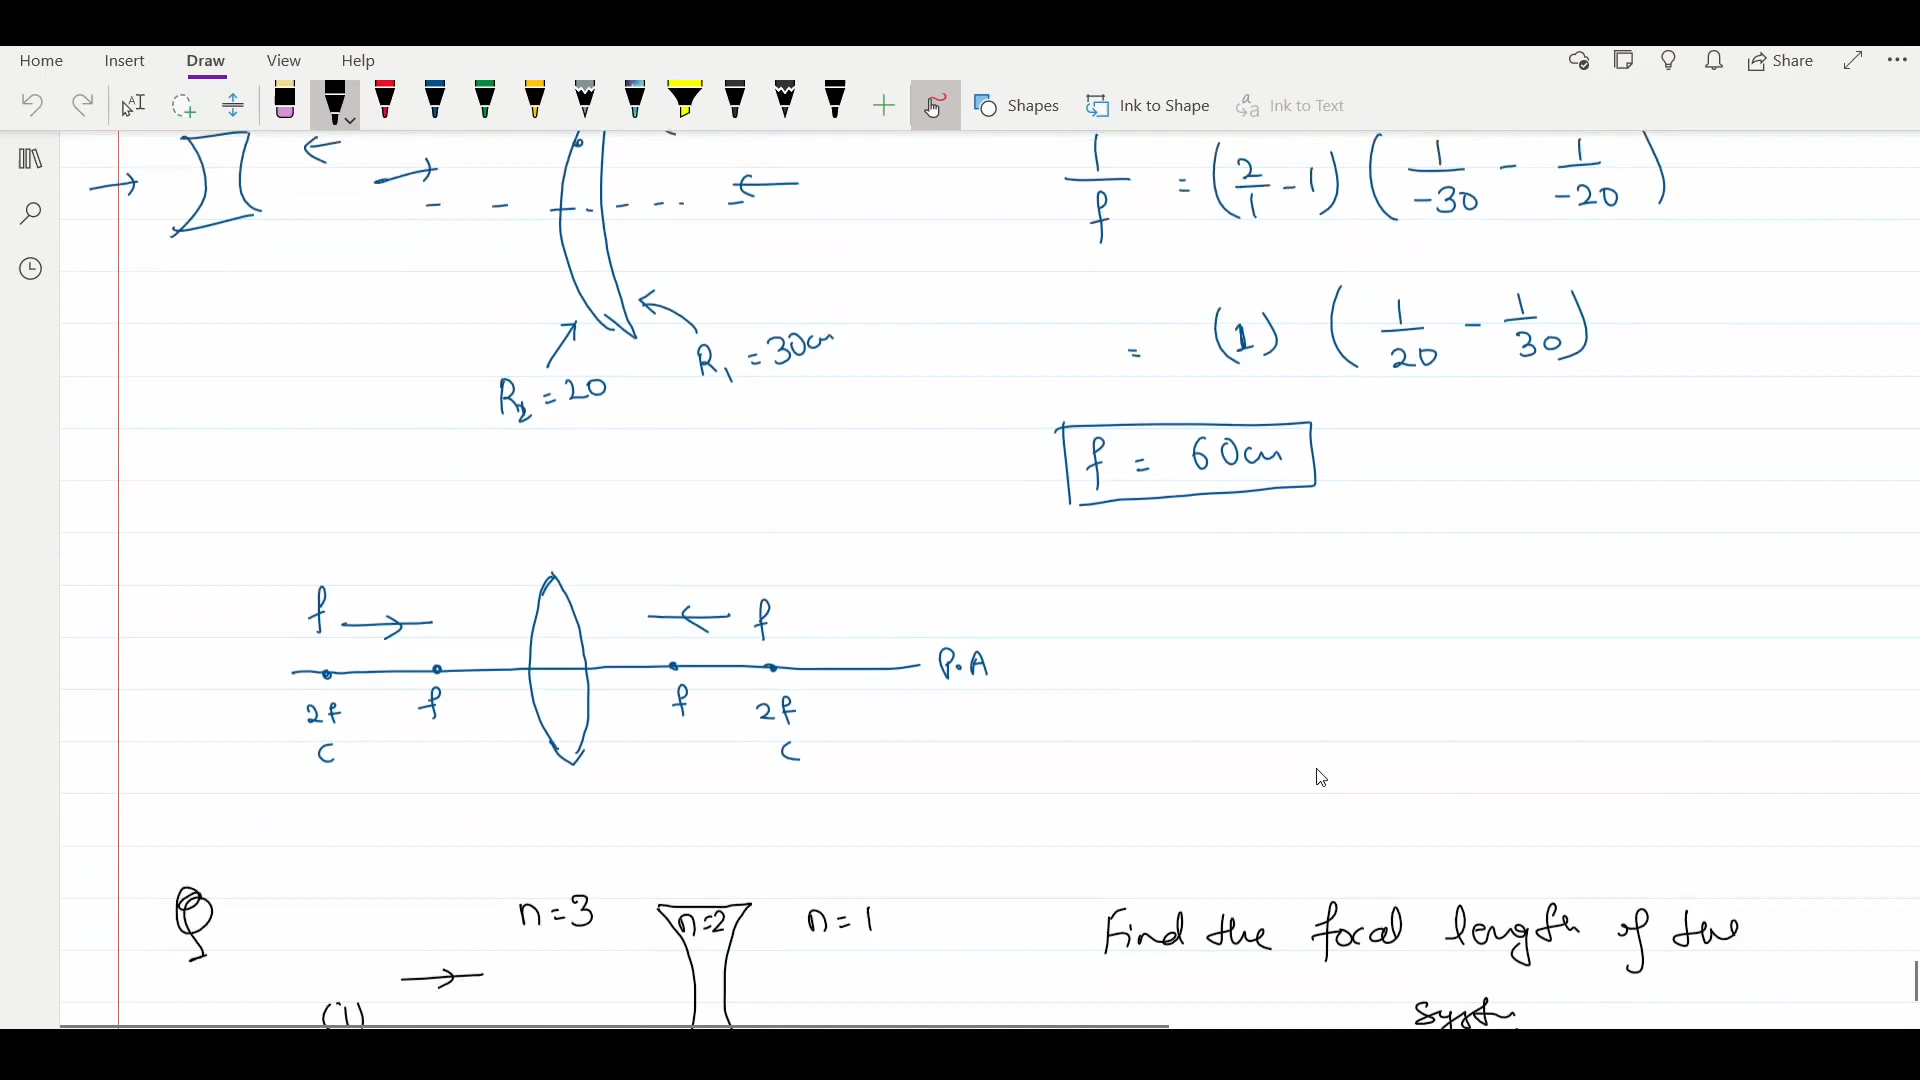 Home Insert Draw View Help Share
Shapes Ink to Shape Ink to Text
1/f = (2/1 - 1) (1/-30 - 1/-20)
R1 = 30cm
R2 = 20
= (1) (1/20 - 1/30)
f = 60cm
f f
P.A
2f f f 2f
C C
Q n=3 n=2 n=1 Find the focal length of the
(i)